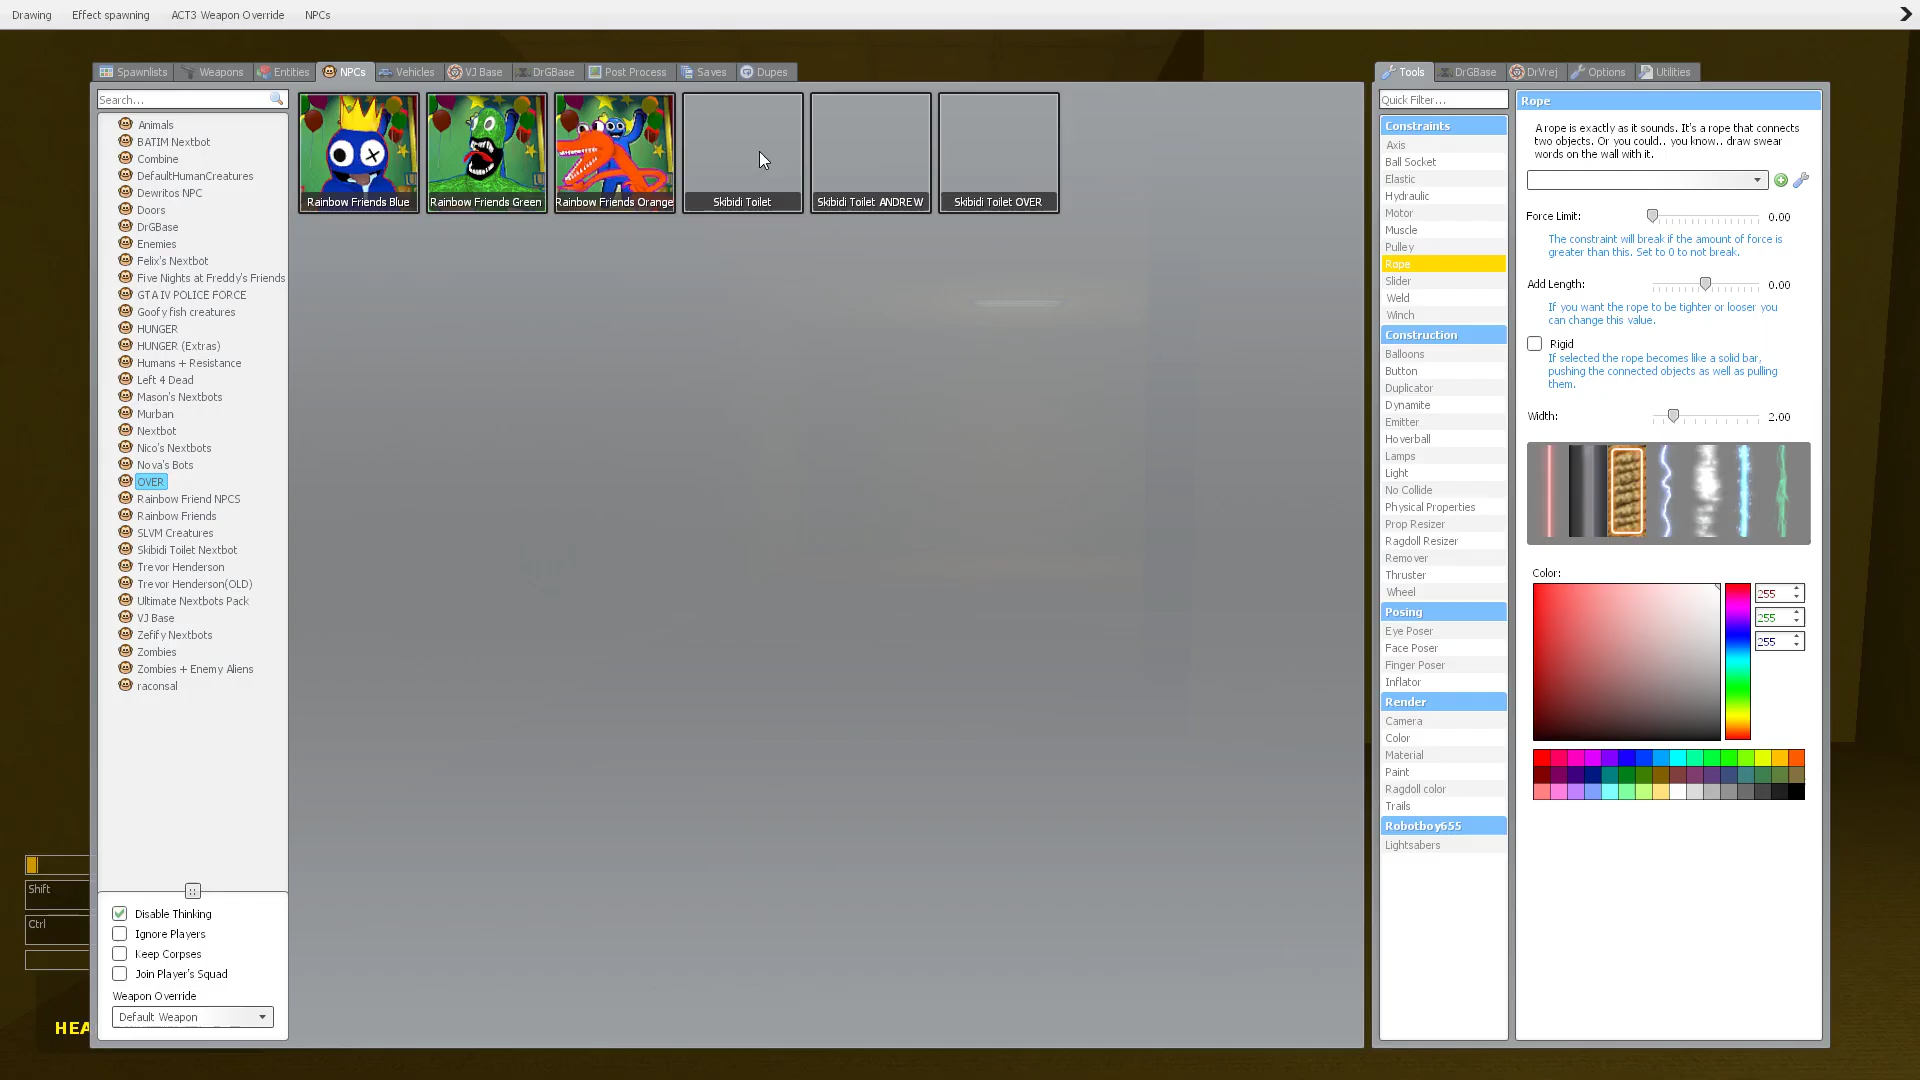 Drawing
Effect spawning
ACT3 Weapon Override
NPCs
Spawnlists
Weapons
Entities
NPCs
Vehicles
VJ Base
DrGBase
Post Process
Saves
Dupes
Search...
Animals
BATIM Nextbot
Combine
DefaultHumanCreatures
Dewritos NPC
Doors
DrGBase
Enemies
Felix's Nextbot
Five Nights at Freddy's Friends
GTA IV POLICE FORCE
Goofy fish creatures
HUNGER
HUNGER (Extras)
Humans + Resistance
Left 4 Dead
Mason's Nextbots
Murban
Nextbot
Nico's Nextbots
Nova's Bots
OVER
Rainbow Friend NPCS
Rainbow Friends
SLVM Creatures
Skibidi Toilet Nextbot
Trevor Henderson
Trevor Henderson(OLD)
Ultimate Nextbots Pack
VJ Base
Zefify Nextbots
Zombies
Zombies + Enemy Aliens
raconsal
Disable Thinking
Ignore Players
Keep Corpses
Join Player's Squad
Weapon Override
Default Weapon
Shift
Ctrl
HEA
Rainbow Friends Blue
Rainbow Friends Green
Rainbow Friends Orange
Skibidi Toilet
Skibidi Toilet ANDREW
Skibidi Toilet OVER
Tools
DrGBase
DrVrej
Options
Utilities
Quick Filter...
Constraints
Axis
Ball Socket
Elastic
Hydraulic
Motor
Muscle
Pulley
Rope
Slider
Weld
Winch
Construction
Balloons
Button
Duplicator
Dynamite
Emitter
Hoverball
Lamps
Light
No Collide
Physical Properties
Prop Resizer
Ragdoll Resizer
Remover
Thruster
Wheel
Posing
Eye Poser
Face Poser
Finger Poser
Inflator
Render
Camera
Color
Material
Paint
Ragdoll color
Trails
Robotboy655
Lightsabers
Rope
A rope is exactly as it sounds. It's a rope that connects
two objects. Or you could.. you know.. draw swear
words on the wall with it.
Force Limit: 0.00
The constraint will break if the amount of force is
greater than this. Set to 0 to not break.
Add Length: 0.00
If you want the rope to be tighter or looser you
can change this value.
Rigid
If selected the rope becomes like a solid bar,
pushing the connected objects as well as pulling
them.
Width: 2.00
Color:
255
255
255